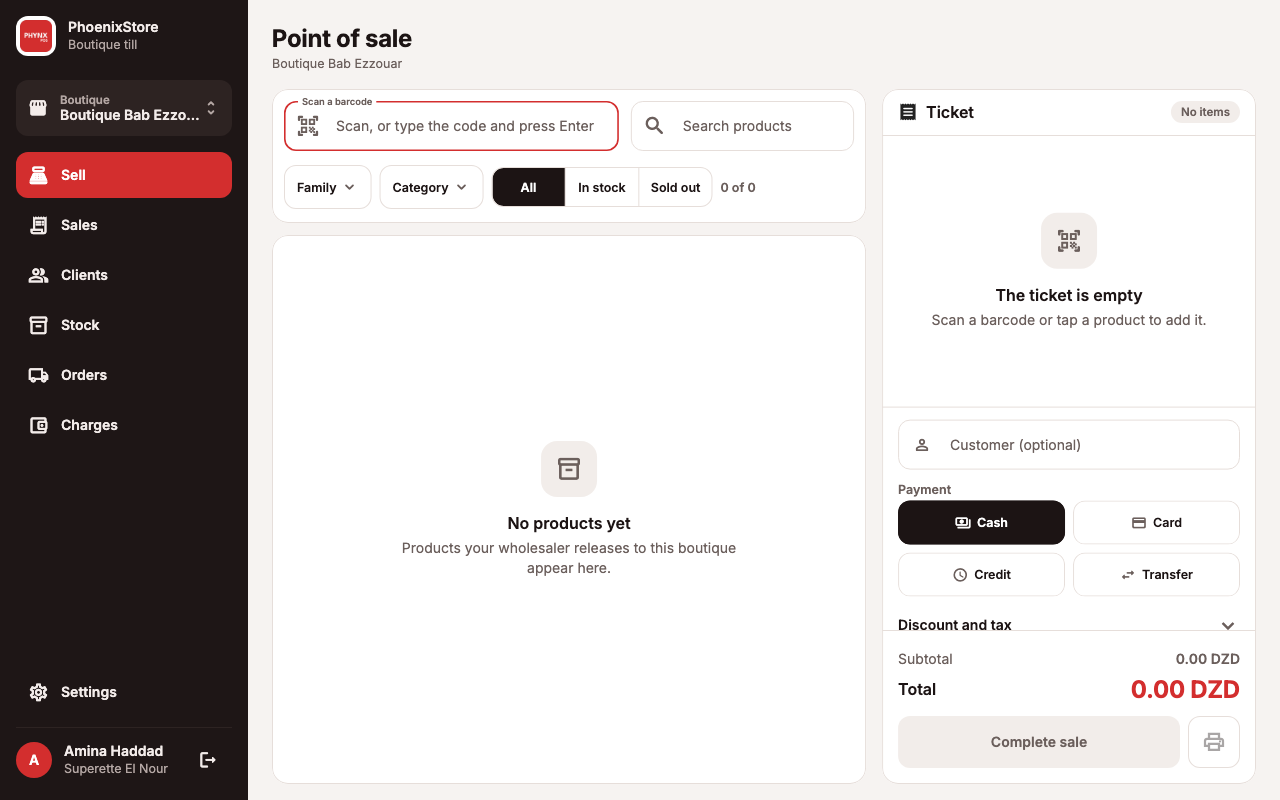 PHYNX
POS
PhoenixStore
Boutique till
Boutique
Boutique Bab Ezzo...
Sell
Sales
Clients
Stock
Orders
Charges
Settings
A
Amina Haddad
Superette El Nour
Point of sale
Boutique Bab Ezzouar
Scan a barcode
Scan, or type the code and press Enter
Search products
Family
Category
All
In stock
Sold out
0 of 0
No products yet
Products your wholesaler releases to this boutique
appear here.
Ticket
No items
The ticket is empty
Scan a barcode or tap a product to add it.
Customer (optional)
Payment
Cash
Card
Credit
Transfer
Discount and tax
Subtotal
0.00 DZD
Total
0.00 DZD
Complete sale